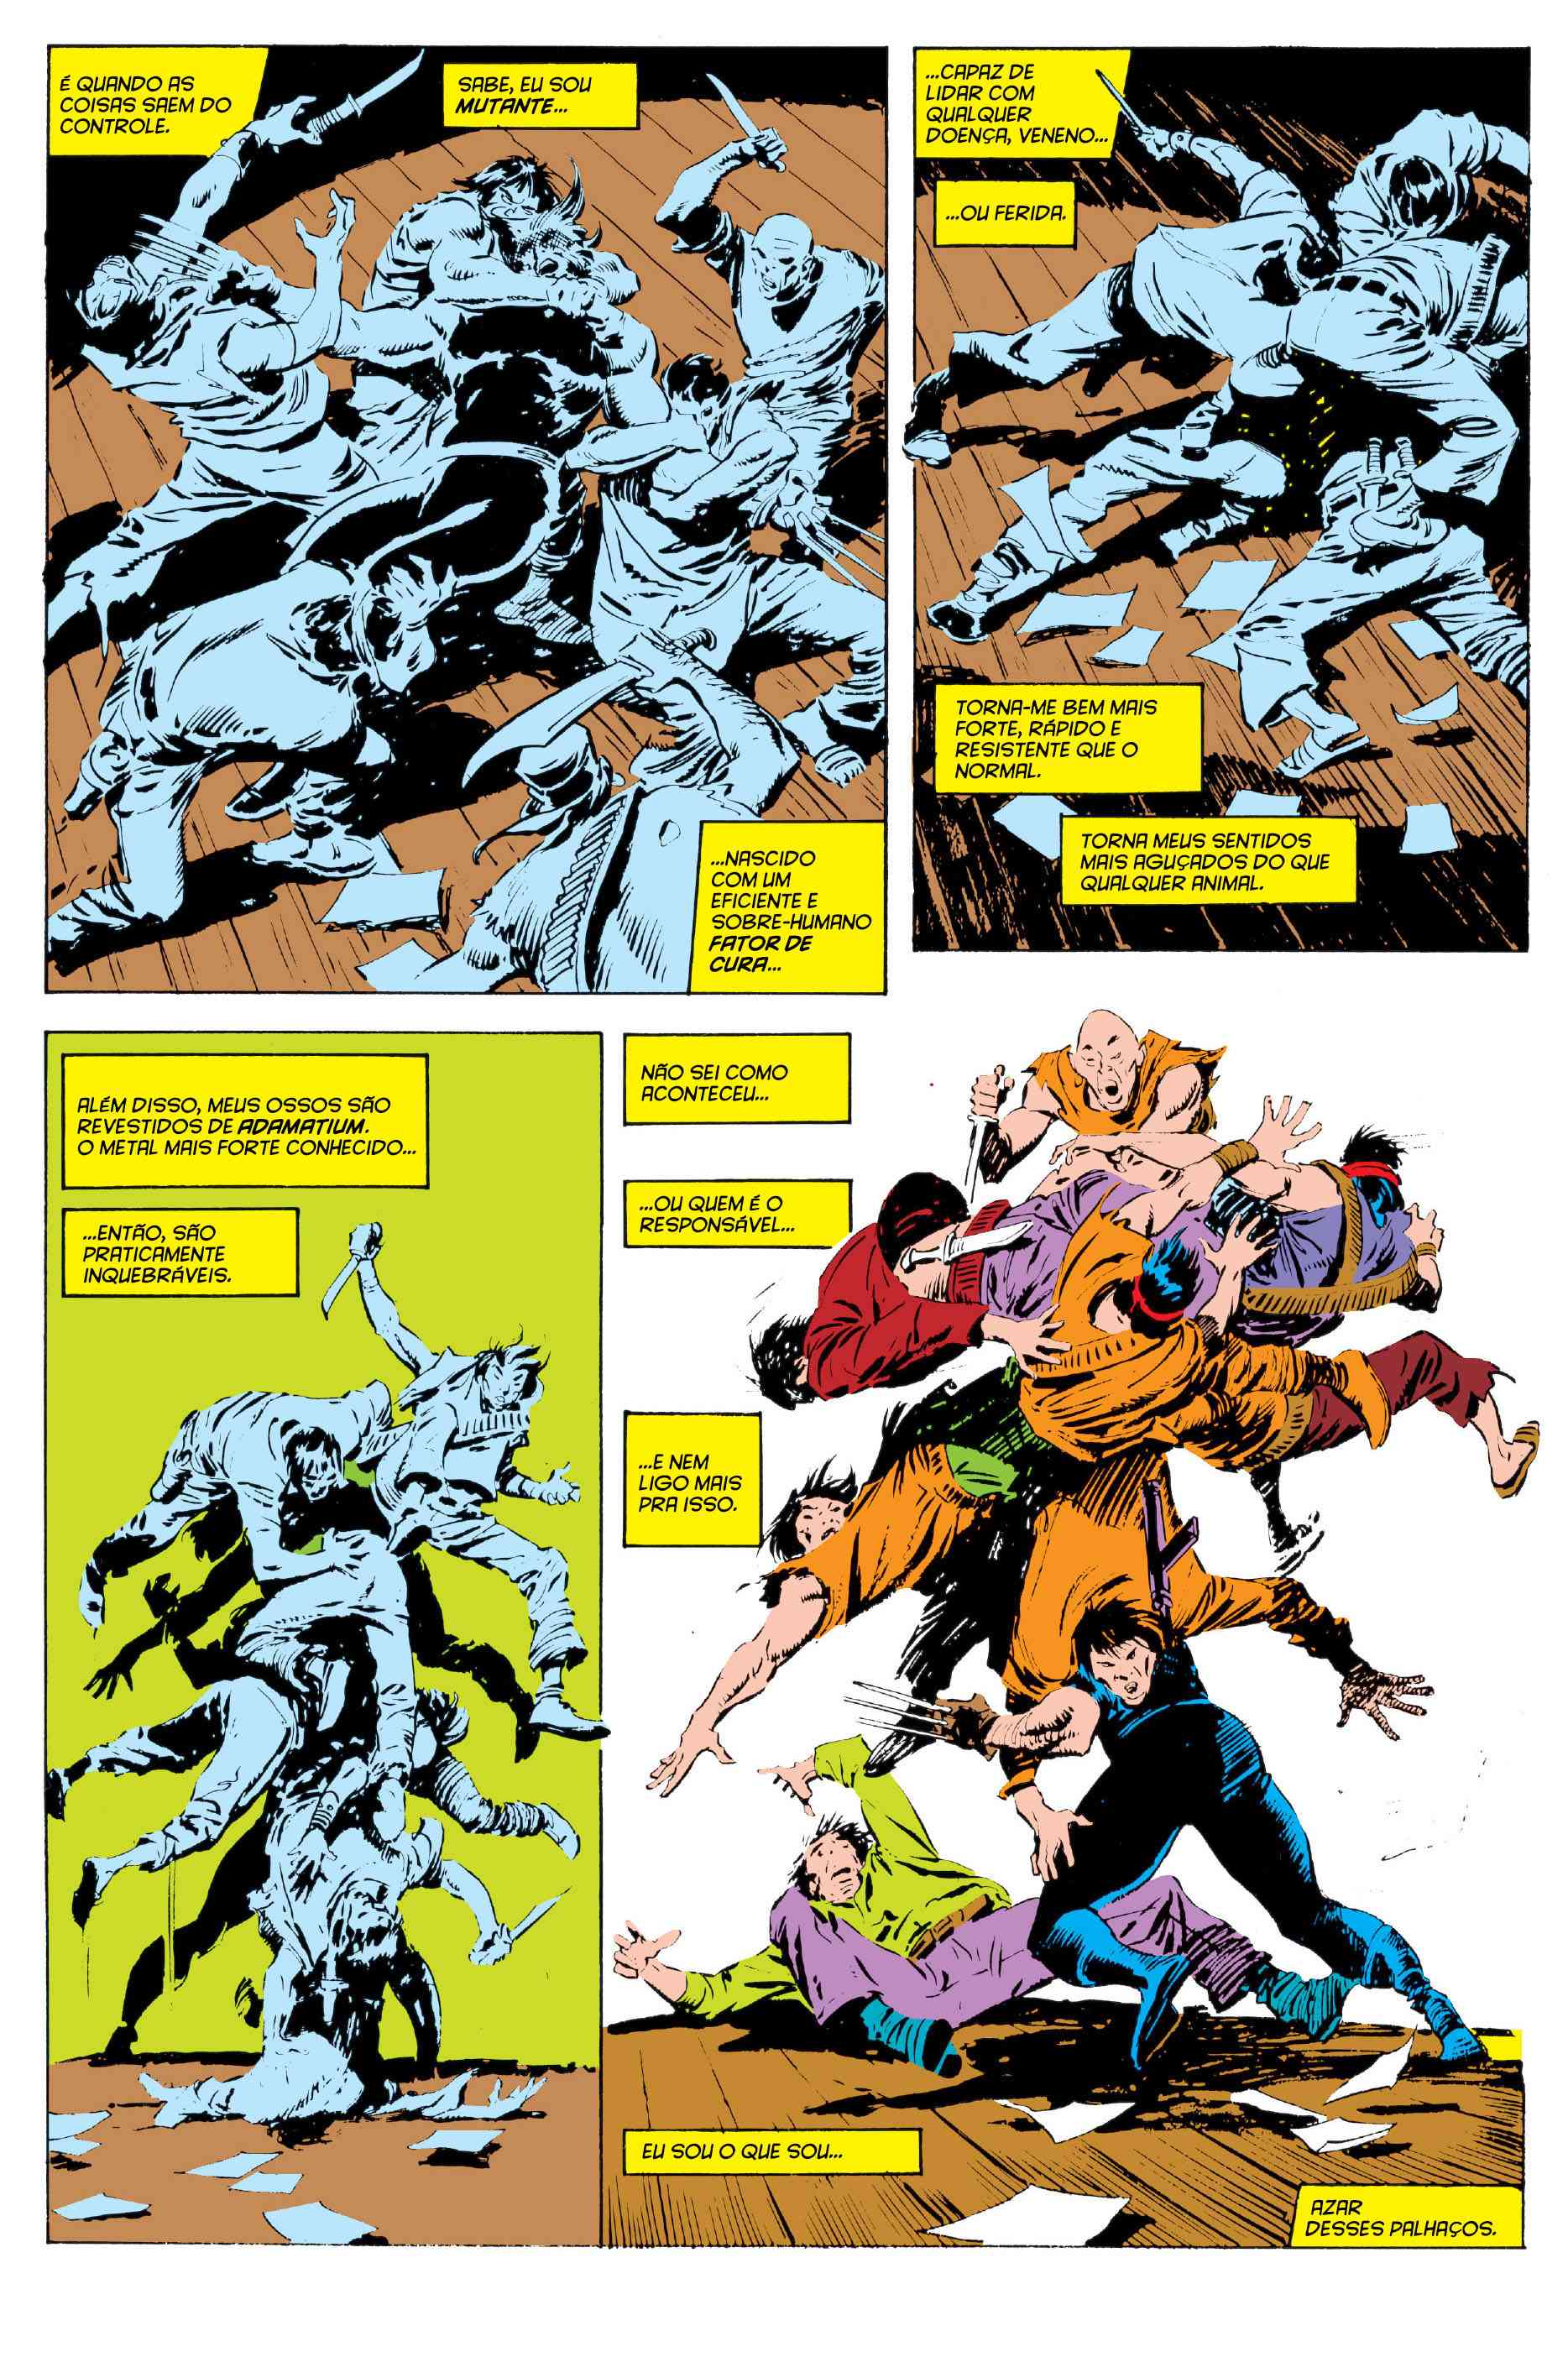 É QUANDO AS
COISAS SAEM DO
CONTROLE.
SABE, EU SOU
MUTANTE...
...NASCIDO
COM UM
EFICIENTE E
SOBRE-HUMANO
FATOR DE
CURA...
...CAPAZ DE
LIDAR COM
QUALQUER
DOENÇA, VENENO...
...OU FERIDA.
TORNA-ME BEM MAIS
FORTE, RÁPIDO E
RESISTENTE QUE O
NORMAL.
TORNA MEUS SENTIDOS
MAIS AGUÇADOS DO QUE
QUALQUER ANIMAL.
ALÉM DISSO, MEUS OSSOS SÃO
REVESTIDOS DE ADAMATIUM.
O METAL MAIS FORTE CONHECIDO...
...ENTÃO, SÃO
PRATICAMENTE
INQUEBRÁVEIS.
NÃO SEI COMO
ACONTECEU...
...OU QUEM É O
RESPONSÁVEL...
...E NEM
LIGO MAIS
PRA ISSO.
EU SOU O QUE SOU...
AZAR
DESSES PALHAÇOS.